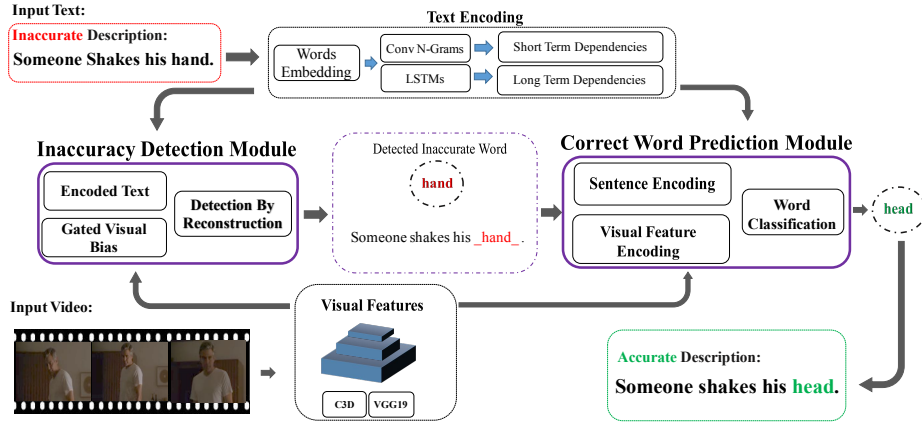 Input Text:
Inaccurate Description:
Someone Shakes his hand.
Text Encoding
Words
Embedding
Conv N-Grams
LSTMs
Short Term Dependencies
Long Term Dependencies
Inaccuracy Detection Module
Encoded Text
Gated Visual
Bias
Detection By
Reconstruction
Detected Inaccurate Word
hand
Someone shakes his _hand_ .
Correct Word Prediction Module
Sentence Encoding
Visual Feature
Encoding
Word
Classification
head
Input Video:
Visual Features
C3D
VGG19
Accurate Description:
Someone shakes his head.